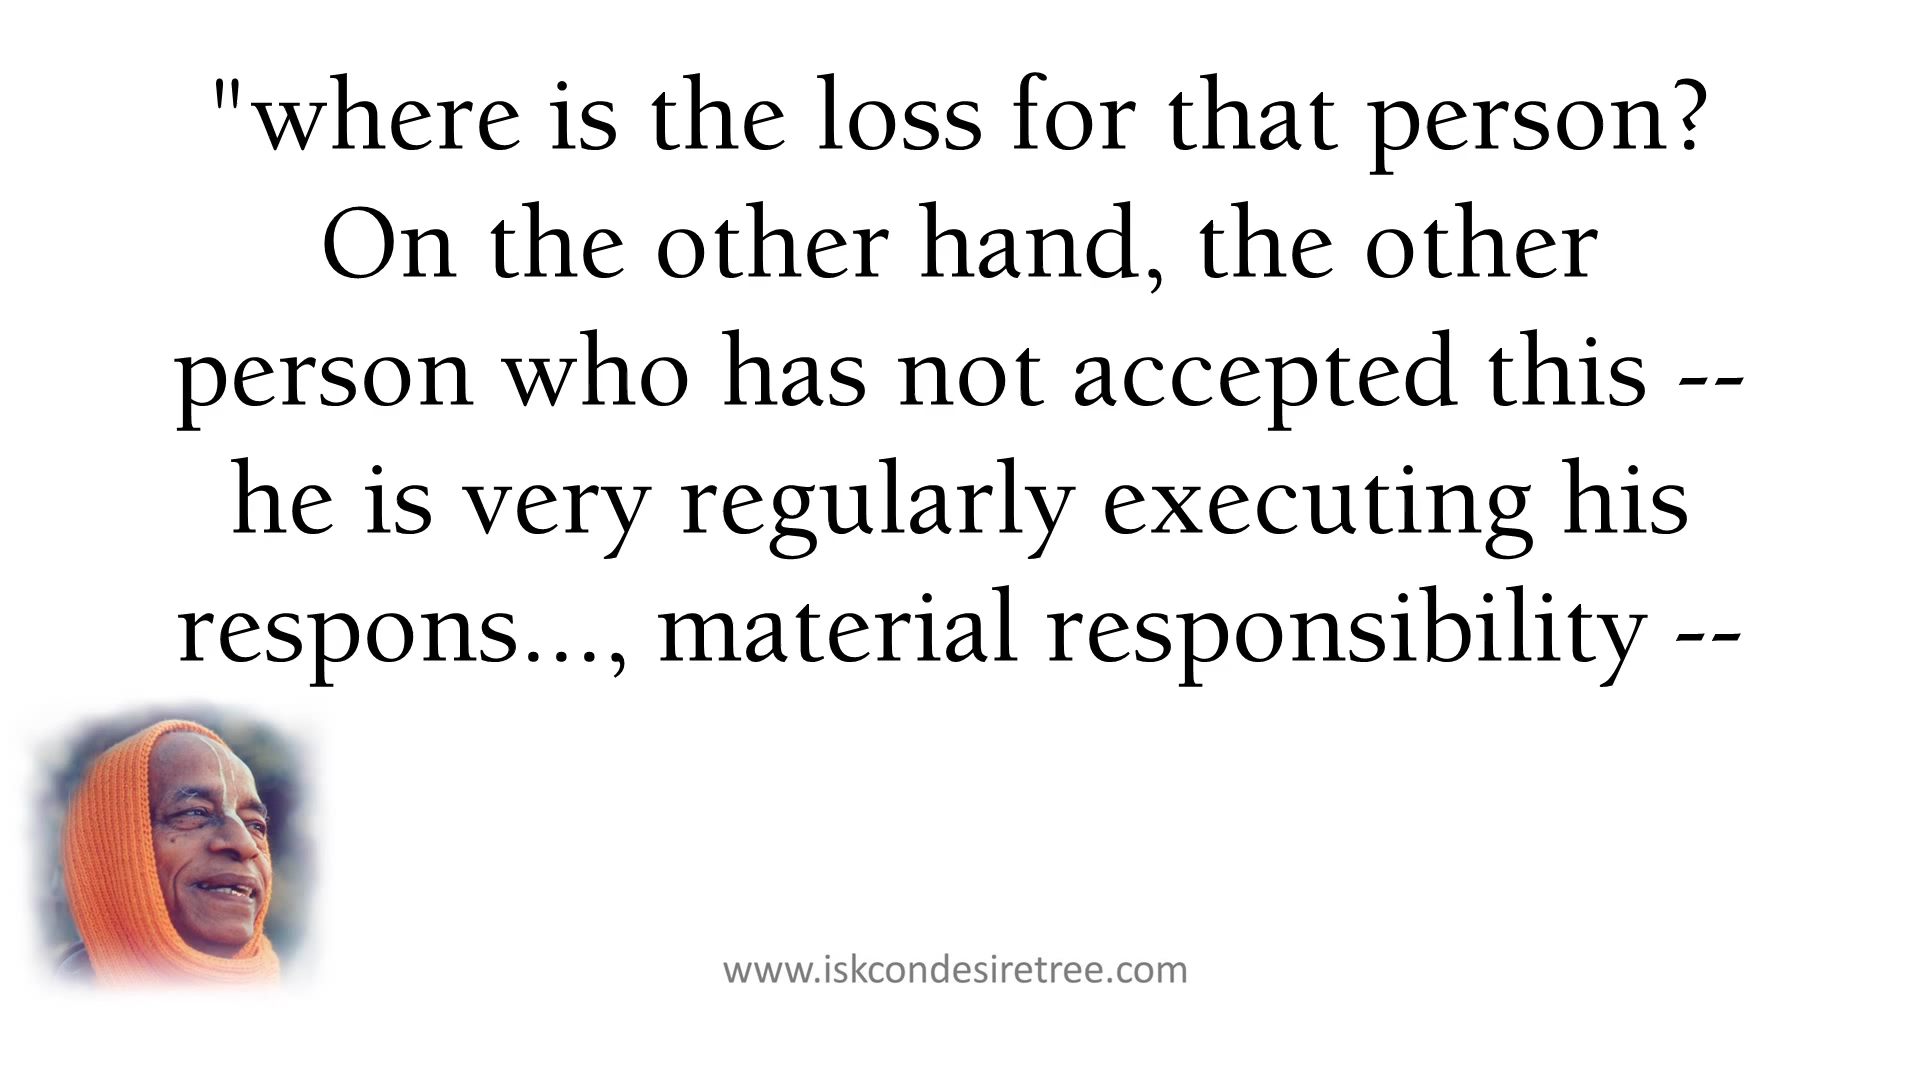 "where is the loss for that person?
On the other hand, the other
person who has not accepted this --
he is very regularly executing his
respons..., material responsibility --
www.iskcondesiretree.com